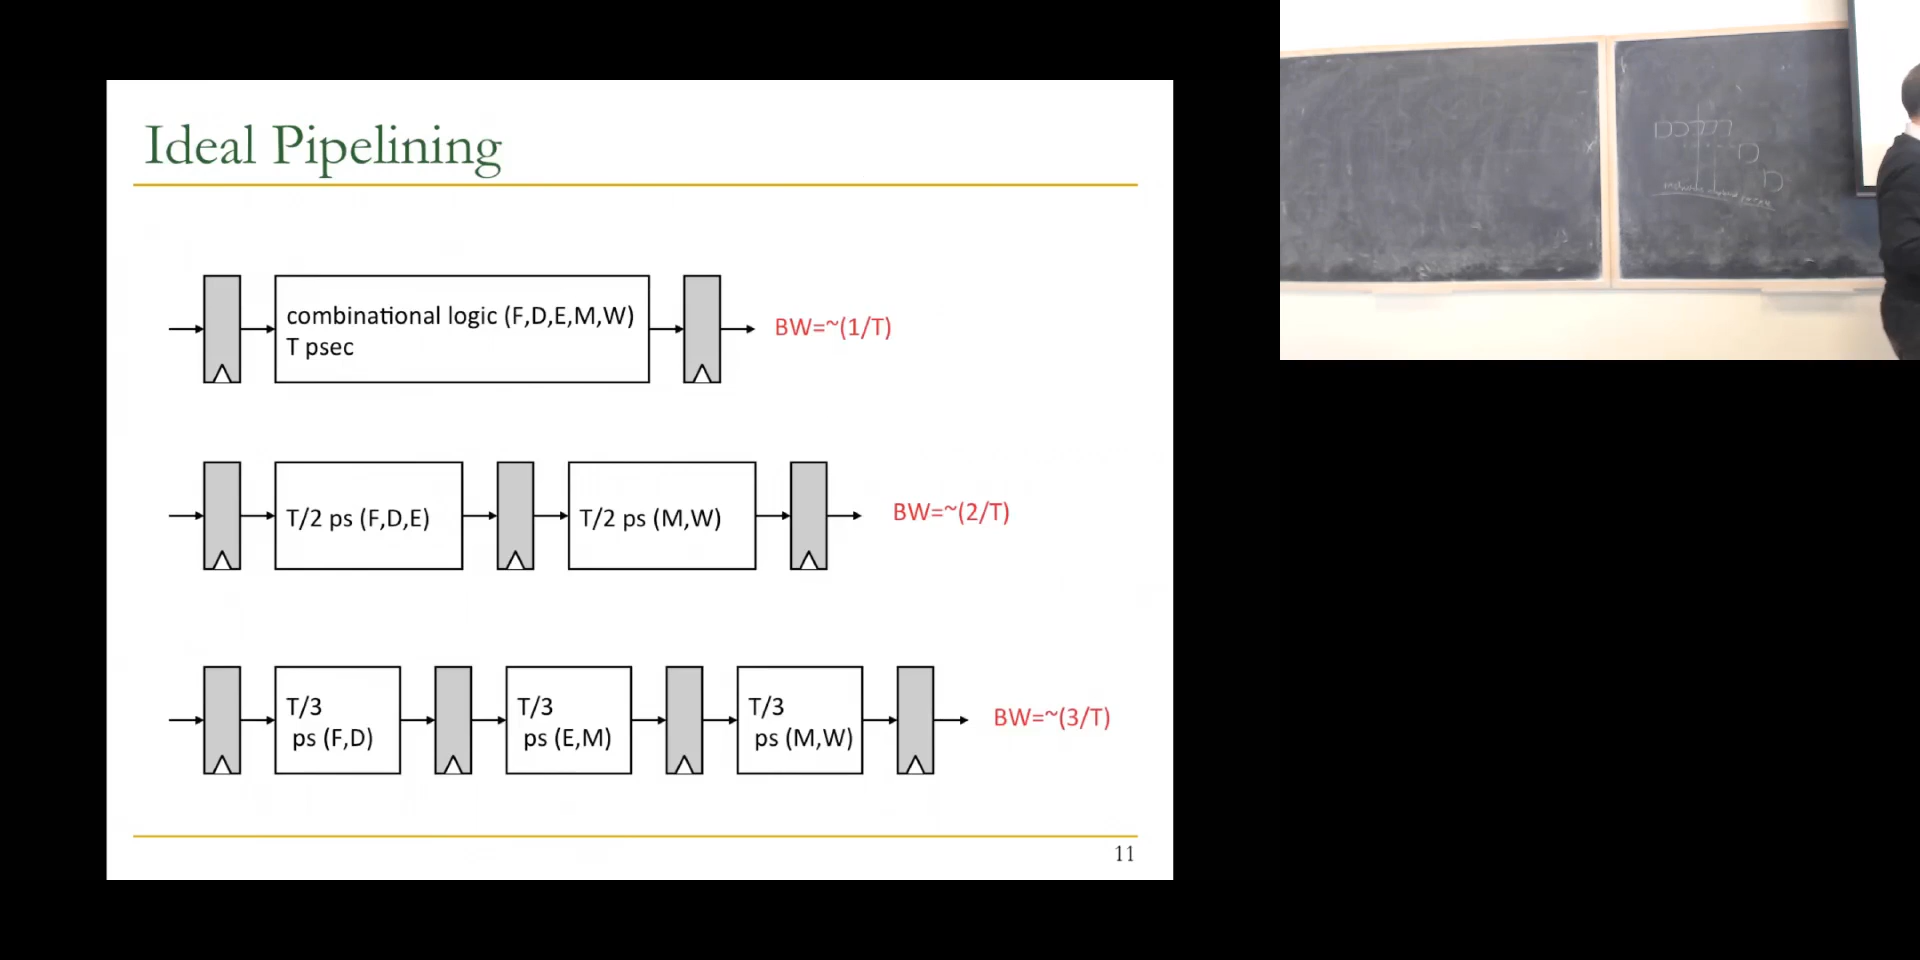 Ideal Pipelining
combinational logic (F,D,E,M,W)
T psec
BW=~(1/T)
T/2 ps (F,D,E)
T/2 ps (M,W)
BW=~(2/T)
T/3
ps (F,D)
T/3
ps (E,M)
T/3
ps (M,W)
BW=~(3/T)
11